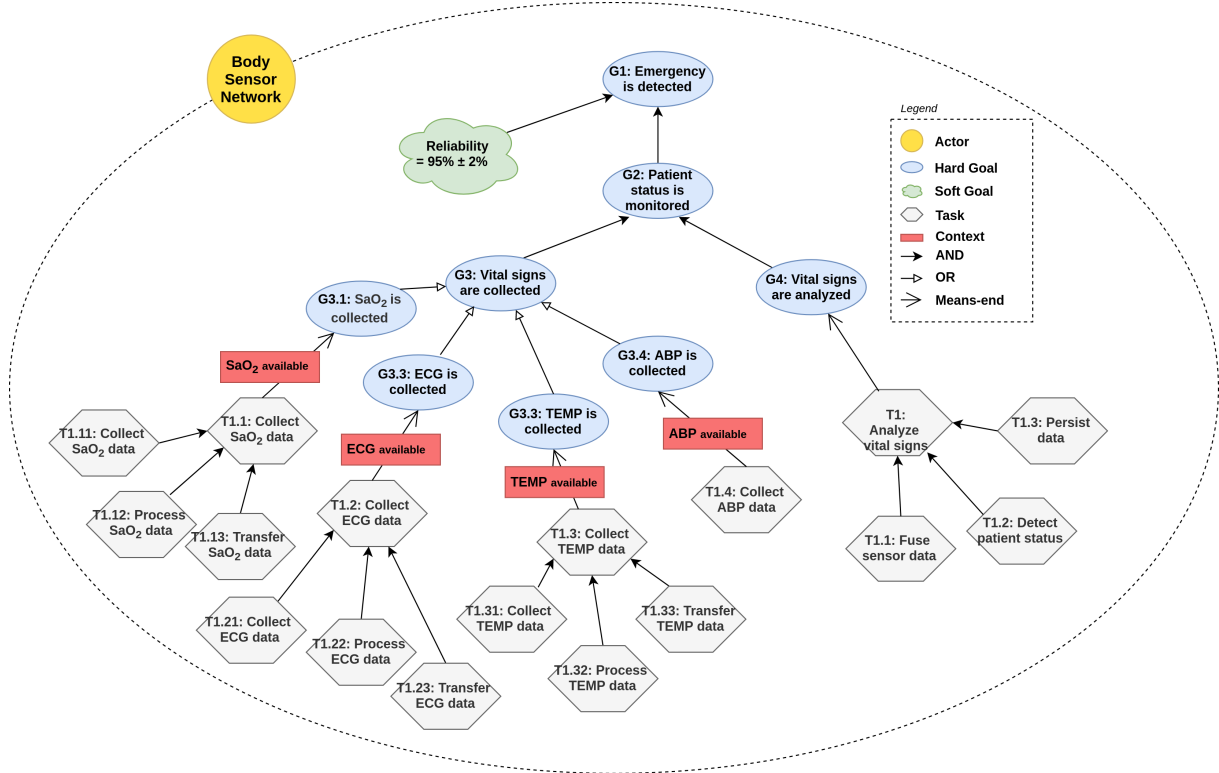 Body
Sensor
Network
G1: Emergency
is detected
Reliability
= 95% ± 2%
G2: Patient
status is
monitored
G3: Vital signs
are collected
G4: Vital signs
are analyzed
G3.1: SaO2 is
collected
SaO2 available
G3.3: ECG is
collected
G3.4: ABP is
collected
G3.3: TEMP is
collected
ECG available
ABP available
TEMP available
T1.1: Collect
SaO2 data
T1.11: Collect
SaO2 data
T1.12: Process
SaO2 data
T1.13: Transfer
SaO2 data
T1.2: Collect
ECG data
T1.21: Collect
ECG data
T1.22: Process
ECG data
T1.23: Transfer
ECG data
T1.3: Collect
TEMP data
T1.31: Collect
TEMP data
T1.32: Process
TEMP data
T1.33: Transfer
TEMP data
T1.4: Collect
ABP data
T1:
Analyze
vital signs
T1.3: Persist
data
T1.1: Fuse
sensor data
T1.2: Detect
patient status
Legend
Actor
Hard Goal
Soft Goal
Task
Context
AND
OR
Means-end